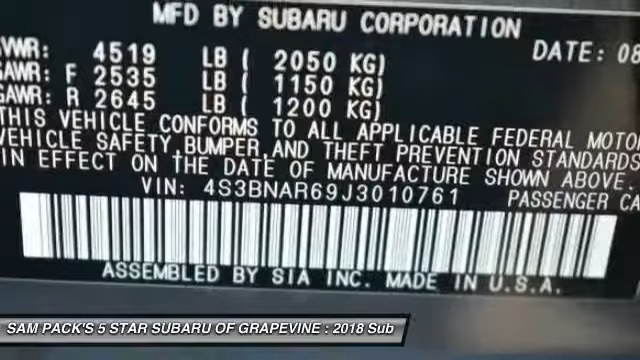 MFD BY SUBARU CORPORATION
DATE: 08
GVWR: 4519 LB ( 2050 KG)
GAWR: F 2535 LB ( 1150 KG)
GAWR: R 2645 LB ( 1200 KG)
THIS VEHICLE CONFORMS TO ALL APPLICABLE FEDERAL MOTO
VEHICLE SAFETY, BUMPER, AND THEFT PREVENTION STANDARDS
IN EFFECT ON THE DATE OF MANUFACTURE SHOWN ABOVE.
VIN: 4S3BNAR69J3010761 PASSENGER CA
ASSEMBLED BY SIA INC. MADE IN U.S.A.
SAM PACK'S 5 STAR SUBARU OF GRAPEVINE : 2018 Sub